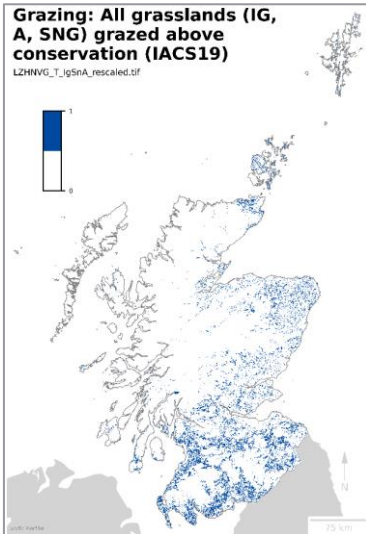 Grazing: All grasslands (IG,
A, SNG) grazed above
conservation (IACS19)
LZHNVG_T_IgSnA_rescaled.tif
1
0
N
75 km